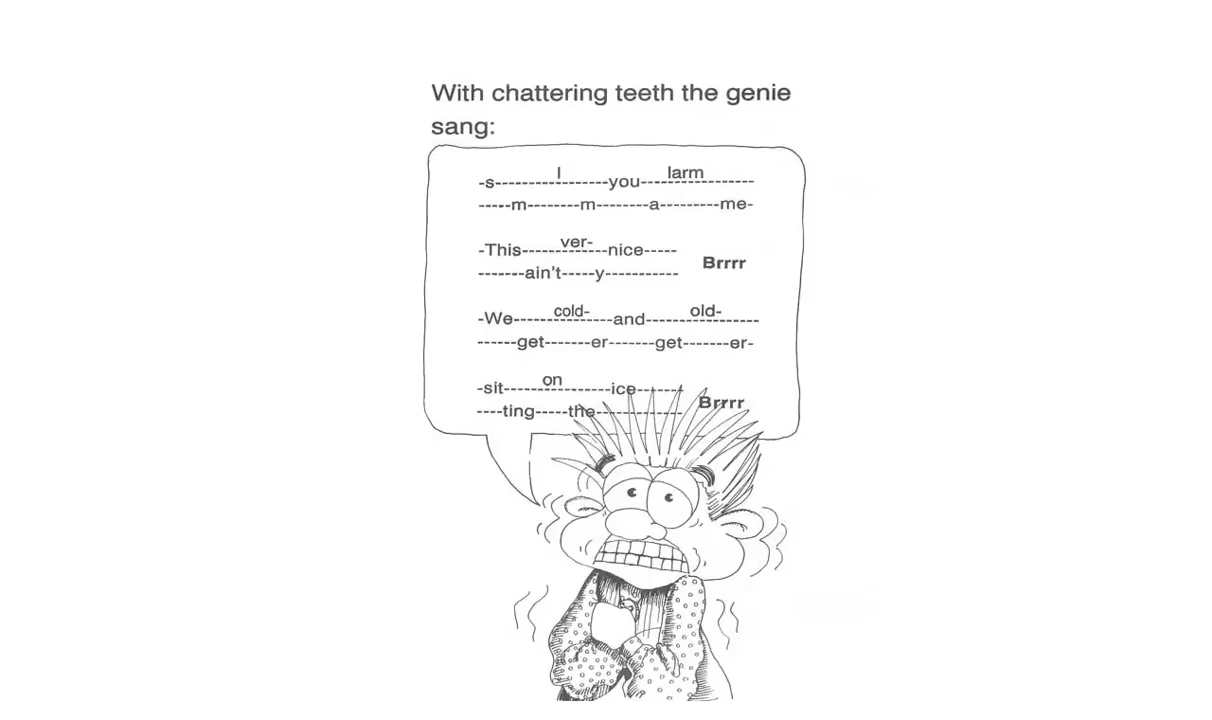 With chattering teeth the genie
sang:
I larm
-s-------------------you-------------------
-----m--------m--------a---------me-
ver-
-This--------------nice-----
-------ain't-----y-----------
Brrrr
cold- old-
-We----------------and-------------------
------get-------er-------get-------er-
on
-sit-----------------ice-------
----ting-----the-------------
Brrrr